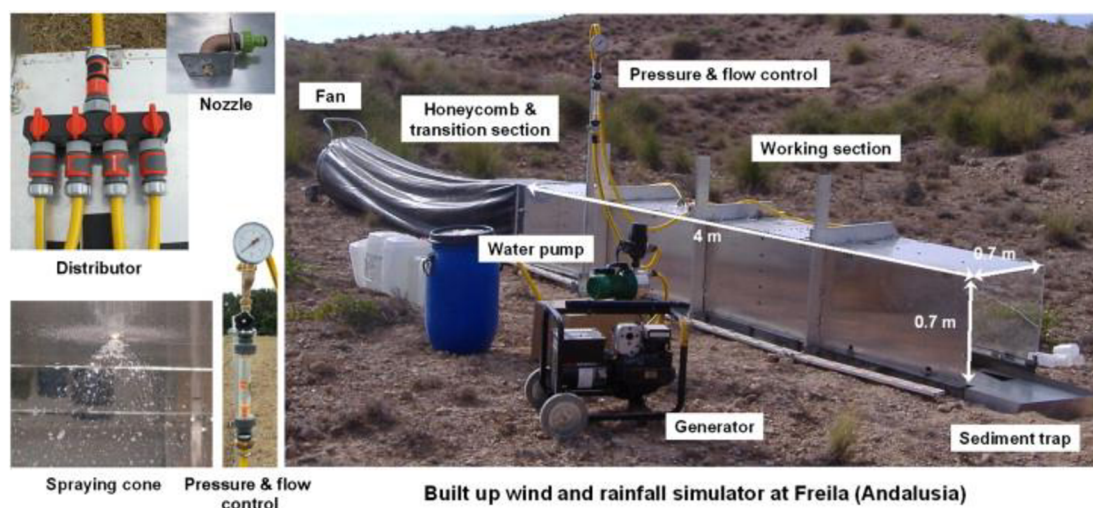 Nozzle
Distributor
Spraying cone
Pressure & flow
control
Fan
Honeycomb &
transition section
Pressure & flow control
Working section
Water pump
4 m
0.7 m
0.7 m
Generator
Sediment trap
Built up wind and rainfall simulator at Freila (Andalusia)